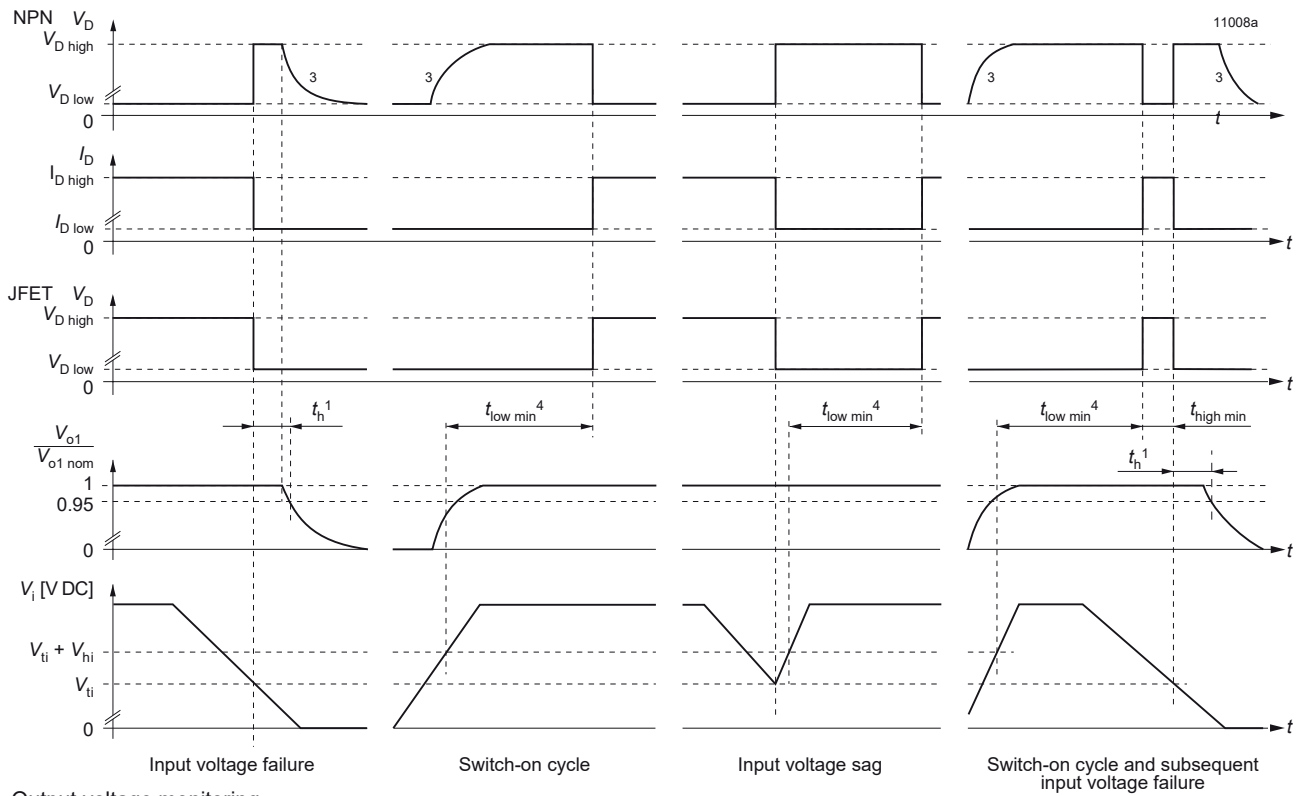 NPN V_D
11008a
V_D high
3
3
3
3
V_D low
0
t
I_D
I_D high
I_D low
0
t
JFET V_D
V_D high
V_D low
0
t
t_h^1
t_low min^4
t_low min^4
t_low min^4
t_high min
V_o1
V_o1 nom
t_h^1
1
0.95
0
t
V_i [V DC]
V_ti + V_hi
V_ti
0
t
Input voltage failure
Switch-on cycle
Input voltage sag
Switch-on cycle and subsequent
input voltage failure